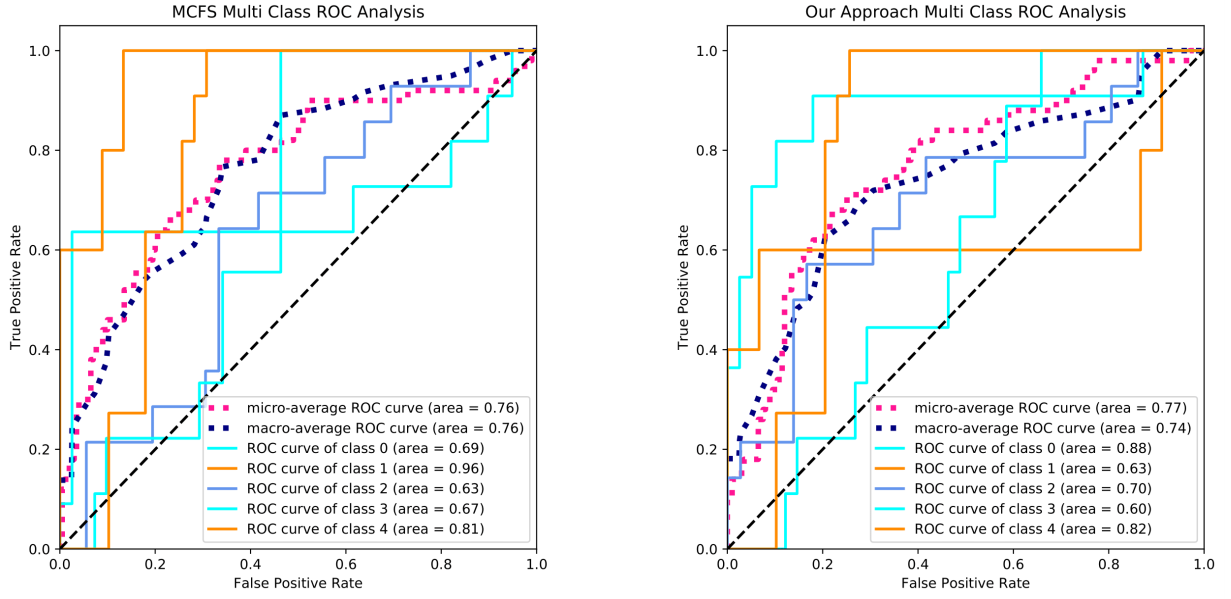 MCFS Multi Class ROC Analysis
1.0
0.8
0.6
0.4
0.2
0.0
True Positive Rate
micro-average ROC curve (area = 0.76)
macro-average ROC curve (area = 0.76)
ROC curve of class 0 (area = 0.69)
ROC curve of class 1 (area = 0.96)
ROC curve of class 2 (area = 0.63)
ROC curve of class 3 (area = 0.67)
ROC curve of class 4 (area = 0.81)
0.0 0.2 0.4 0.6 0.8 1.0
False Positive Rate
Our Approach Multi Class ROC Analysis
1.0
0.8
0.6
0.4
0.2
0.0
True Positive Rate
micro-average ROC curve (area = 0.77)
macro-average ROC curve (area = 0.74)
ROC curve of class 0 (area = 0.88)
ROC curve of class 1 (area = 0.63)
ROC curve of class 2 (area = 0.70)
ROC curve of class 3 (area = 0.60)
ROC curve of class 4 (area = 0.82)
0.0 0.2 0.4 0.6 0.8 1.0
False Positive Rate